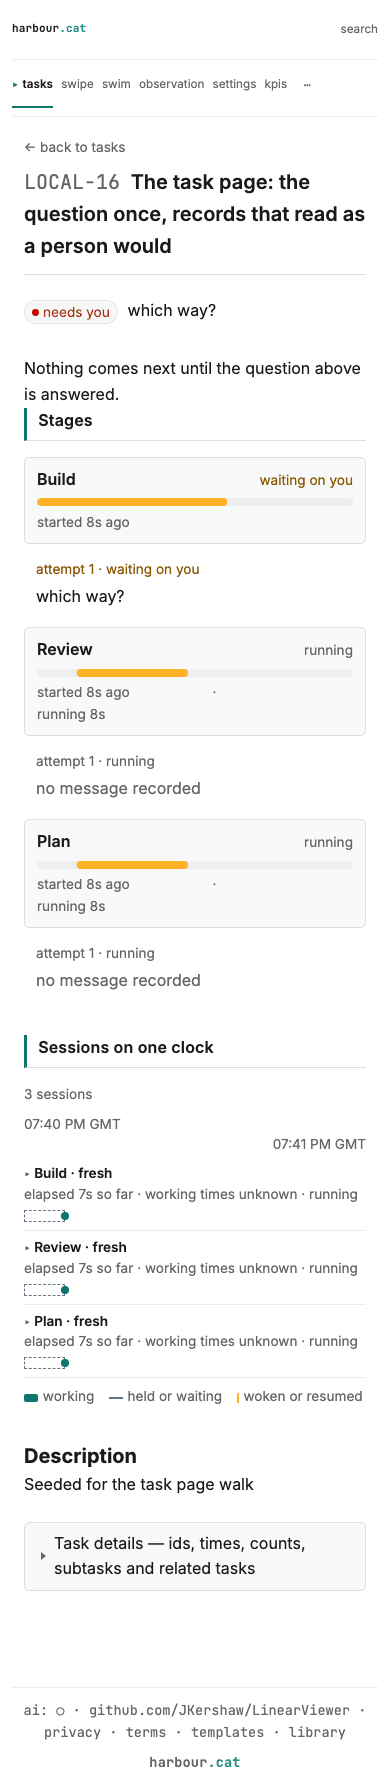 harbour.cat search
▸ tasks swipe swim observation settings kpis …
← back to tasks
LOCAL-16 The task page: the
question once, records that read as
a person would
needs you which way?
Nothing comes next until the question above
is answered.
Stages
Build waiting on you
started 8s ago
attempt 1 · waiting on you
which way?
Review running
started 8s ago ·
running 8s
attempt 1 · running
no message recorded
Plan running
started 8s ago ·
running 8s
attempt 1 · running
no message recorded
Sessions on one clock
3 sessions
07:40 PM GMT
07:41 PM GMT
▸ Build · fresh
elapsed 7s so far · working times unknown · running
▸ Review · fresh
elapsed 7s so far · working times unknown · running
▸ Plan · fresh
elapsed 7s so far · working times unknown · running
working held or waiting woken or resumed
Description
Seeded for the task page walk
Task details — ids, times, counts,
subtasks and related tasks
ai: ○ · github.com/JKershaw/LinearViewer ·
privacy · terms · templates · library
harbour.cat